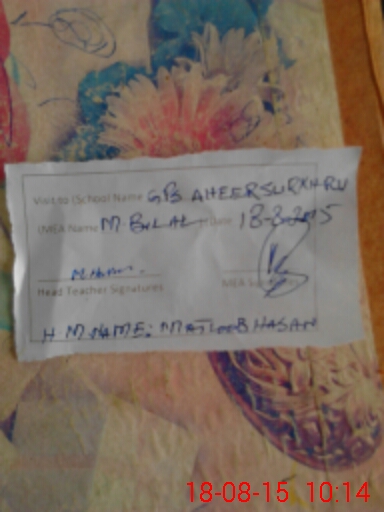 Visit to (School Name GPS AHEERSURKHRU
(MEA Name M. BILAL Date 18-8-2015
Head Teacher Signatures MEA
H M NAME: MATLOOB HASAN
18-08-15 10:14